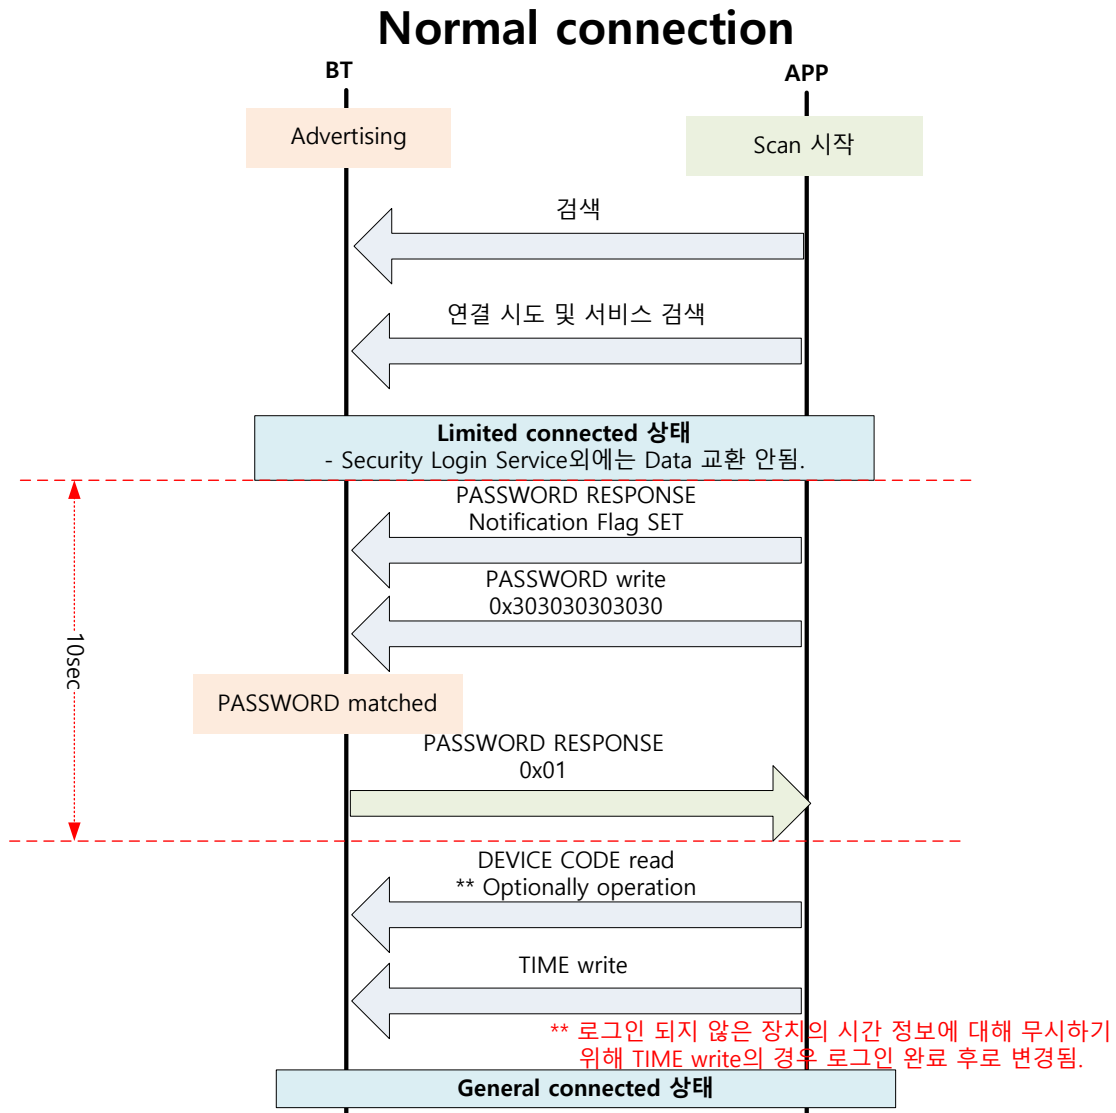 Normal connection
BT
APP
Advertising
Scan 시작
검색
연결 시도 및 서비스 검색
Limited connected 상태
- Security Login Service외에는 Data 교환 안됨.
PASSWORD RESPONSE
Notification Flag SET
PASSWORD write
0x303030303030
10sec
PASSWORD matched
PASSWORD RESPONSE
0x01
DEVICE CODE read
** Optionally operation
TIME write
** 로그인 되지 않은 장치의 시간 정보에 대해 무시하기
위해 TIME write의 경우 로그인 완료 후로 변경됨.
General connected 상태